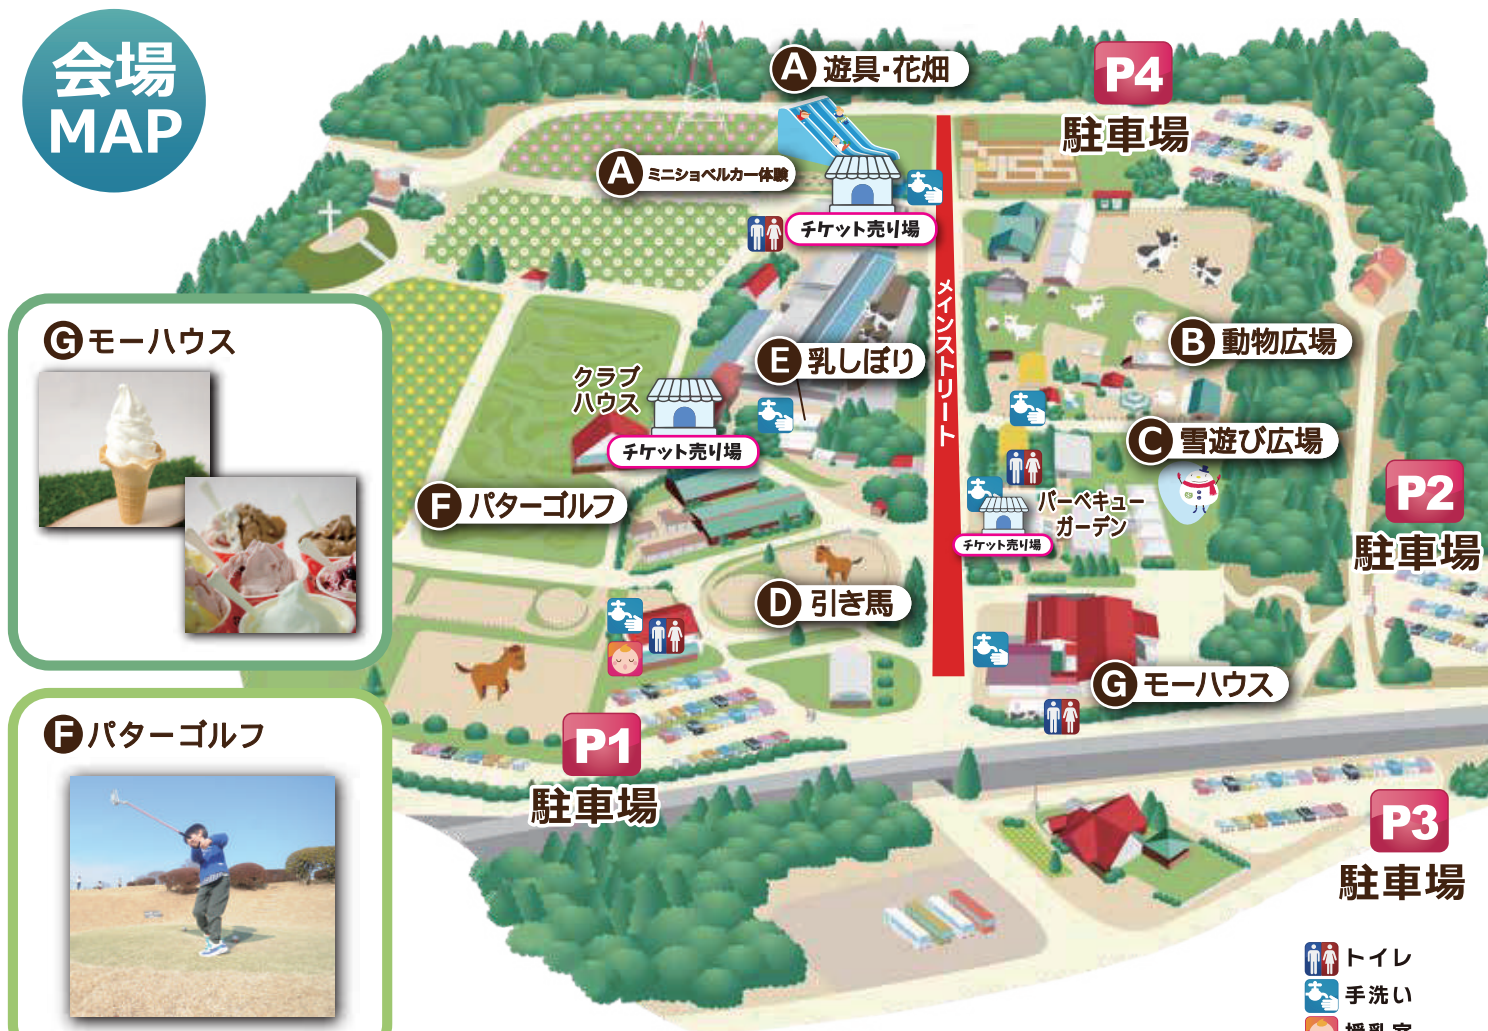 会場
MAP
A 遊具・花畑
P4
駐車場
A ミニショベルカー体験
チケット売り場
メインストリート
G モーハウス
B 動物広場
E 乳しぼり
クラブ
ハウス
チケット売り場
C 雪遊び広場
F パターゴルフ
バーベキュー
ガーデン
チケット売り場
P2
駐車場
D 引き馬
G モーハウス
F パターゴルフ
P1
駐車場
P3
駐車場
トイレ
手洗い
授乳室